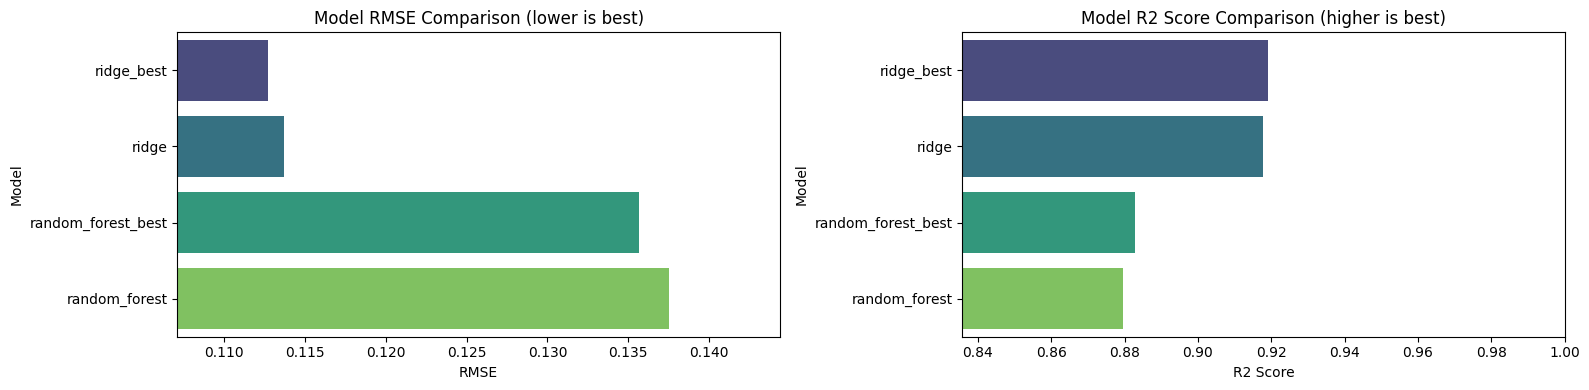 Model RMSE Comparison (lower is best)
Model
ridge_best
ridge
random_forest_best
random_forest
0.110 0.115 0.120 0.125 0.130 0.135 0.140
RMSE
Model R2 Score Comparison (higher is best)
Model
ridge_best
ridge
random_forest_best
random_forest
0.84 0.86 0.88 0.90 0.92 0.94 0.96 0.98 1.00
R2 Score